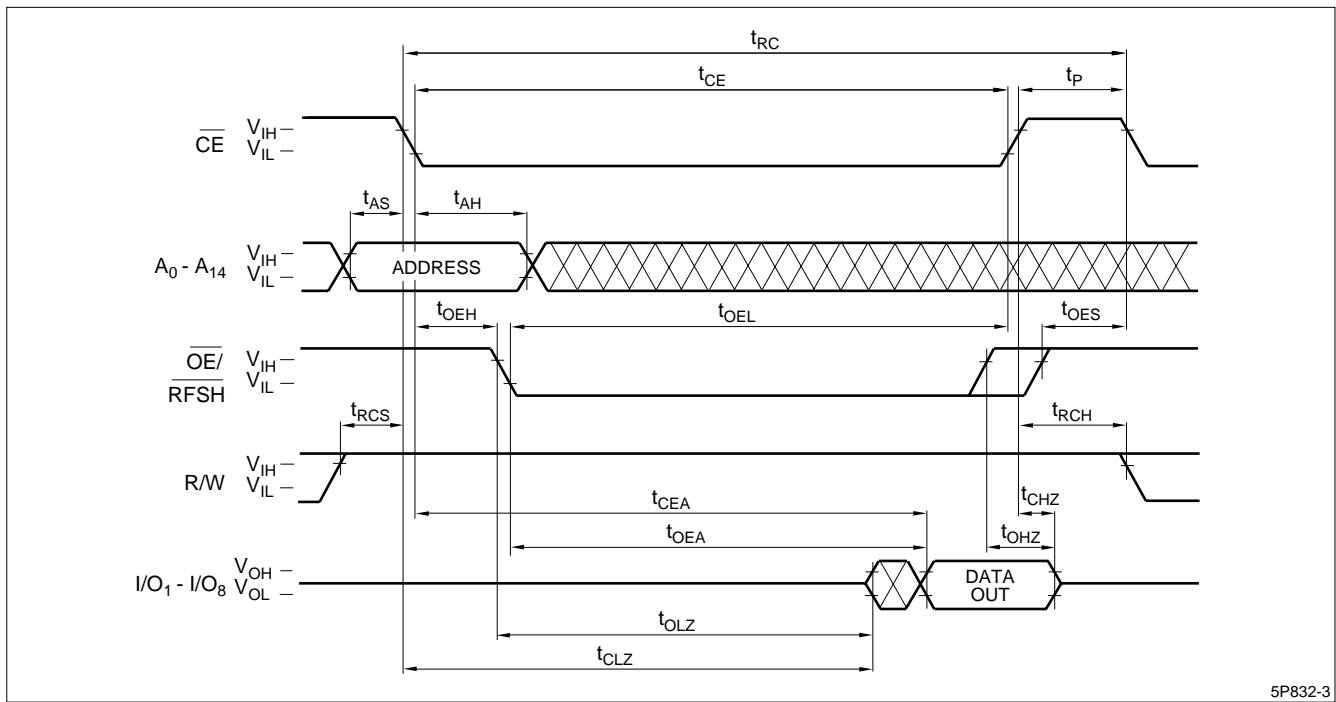 tRC
tCE
tP
CE
VIH
VIL
tAS
tAH
A0 - A14
VIH
VIL
ADDRESS
tOEH
tOEL
tOES
OE/
RFSH
VIH
VIL
tRCS
tRCH
R/W
VIH
VIL
tCEA
tCHZ
tOEA
tOHZ
I/O1 - I/O8
VOH
VOL
DATA
OUT
tOLZ
tCLZ
5P832-3